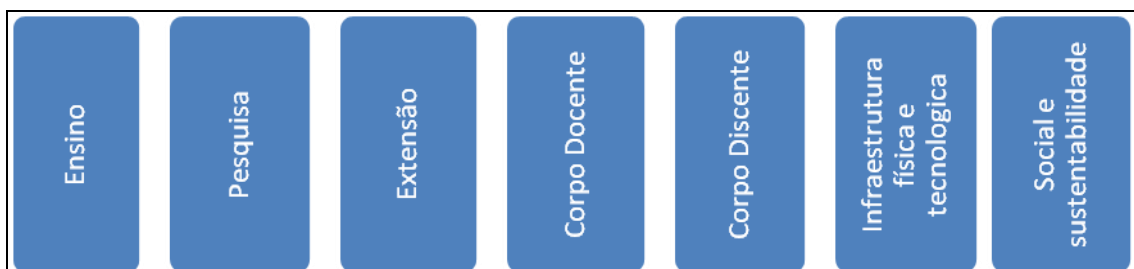 Ensino
Pesquisa
Extensão
Corpo Docente
Corpo Discente
Infraestrutura
física e
tecnologica
Social e
sustentabilidade